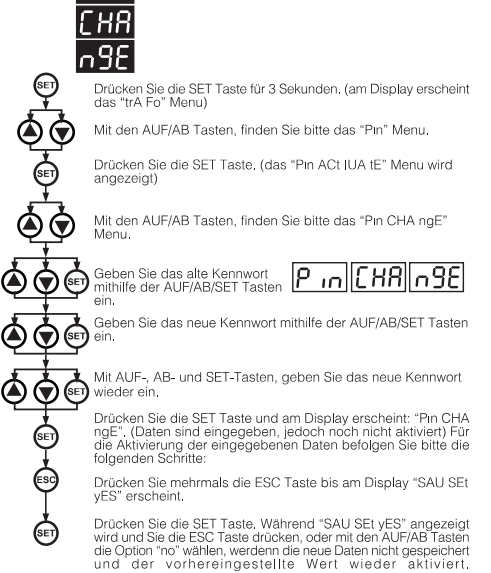 CHA
ngE
SET
Drücken Sie die SET Taste für 3 Sekunden. (am Display erscheint
das "trA Fo" Menu)
Mit den AUF/AB Tasten, finden Sie bitte das "Pın" Menu.
SET
Drücken Sie die SET Taste. (das "Pın ACt IUA tE" Menu wird
angezeigt)
Mit den AUF/AB Tasten, finden Sie bitte das "Pın CHA ngE"
Menu.
SET
Geben Sie das alte Kennwort
mithilfe der AUF/AB/SET Tasten
ein.
P ın CHA ngE
SET
Geben Sie das neue Kennwort mithilfe der AUF/AB/SET Tasten
ein.
SET
Mit AUF-, AB- und SET-Tasten, geben Sie das neue Kennwort
wieder ein.
SET
Drücken Sie die SET Taste und am Display erscheint: "Pın CHA
ngE". (Daten sind eingegeben, jedoch noch nicht aktiviert) Für
die Aktivierung der eingegebenen Daten befolgen Sie bitte die
folgenden Schritte:
ESC
Drücken Sie mehrmals die ESC Taste bis am Display "SAU SEt
yES" erscheint.
SET
Drücken Sie die SET Taste. Während "SAU SEt yES" angezeigt
wird und Sie die ESC Taste drücken, oder mit den AUF/AB Tasten
die Option "no" wählen, werdenn die neue Daten nicht gespeichert
und der vorhereingestellte Wert wieder aktiviert.